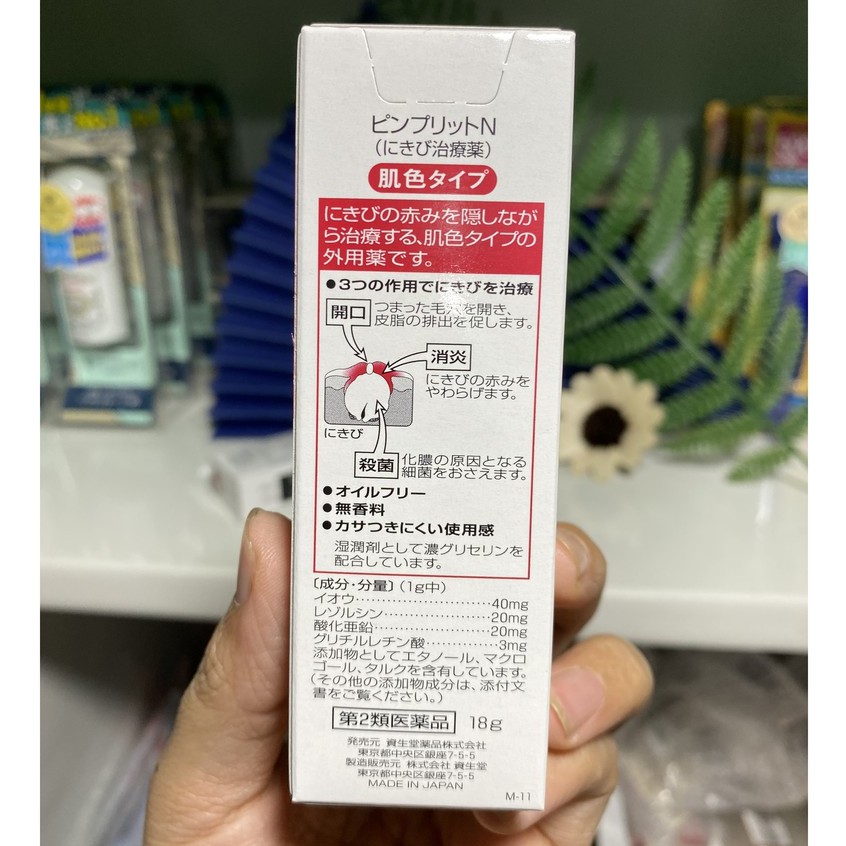 ピンプリットN
(にきび治療薬)
肌色タイプ
にきびの赤みを隠しなが
ら治療する、肌色タイプの
外用薬です。
●3つの作用でにきびを治療
開口
つまった毛穴を開き、
皮脂の排出を促します。
消炎
にきびの赤みを
やわらげます。
にきび
殺菌
化膿の原因となる
細菌をおさえます。
●オイルフリー
●無香料
●カサつきにくい使用感
湿潤剤として濃グリセリンを
配合しています。
〔成分・分量〕(1g中)
イオウ……………………40mg
レゾルシン………………20mg
酸化亜鉛…………………20mg
グリチルレチン酸…………3mg
添加物としてエタノール、マクロ
ゴール、タルクを含有しています。
(その他の添加物成分は、添付文
書をご覧ください。)
第2類医薬品 18g
発売元 資生堂薬品株式会社
東京都中央区銀座7-5-5
製造販売元 株式会社 資生堂
東京都中央区銀座7-5-5
MADE IN JAPAN
M-11